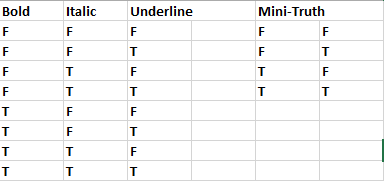 Bold Italic Underline Mini-Truth
F F F F F
F F T F T
F T F T F
F T T T T
T F F
T F T
T T F
T T T